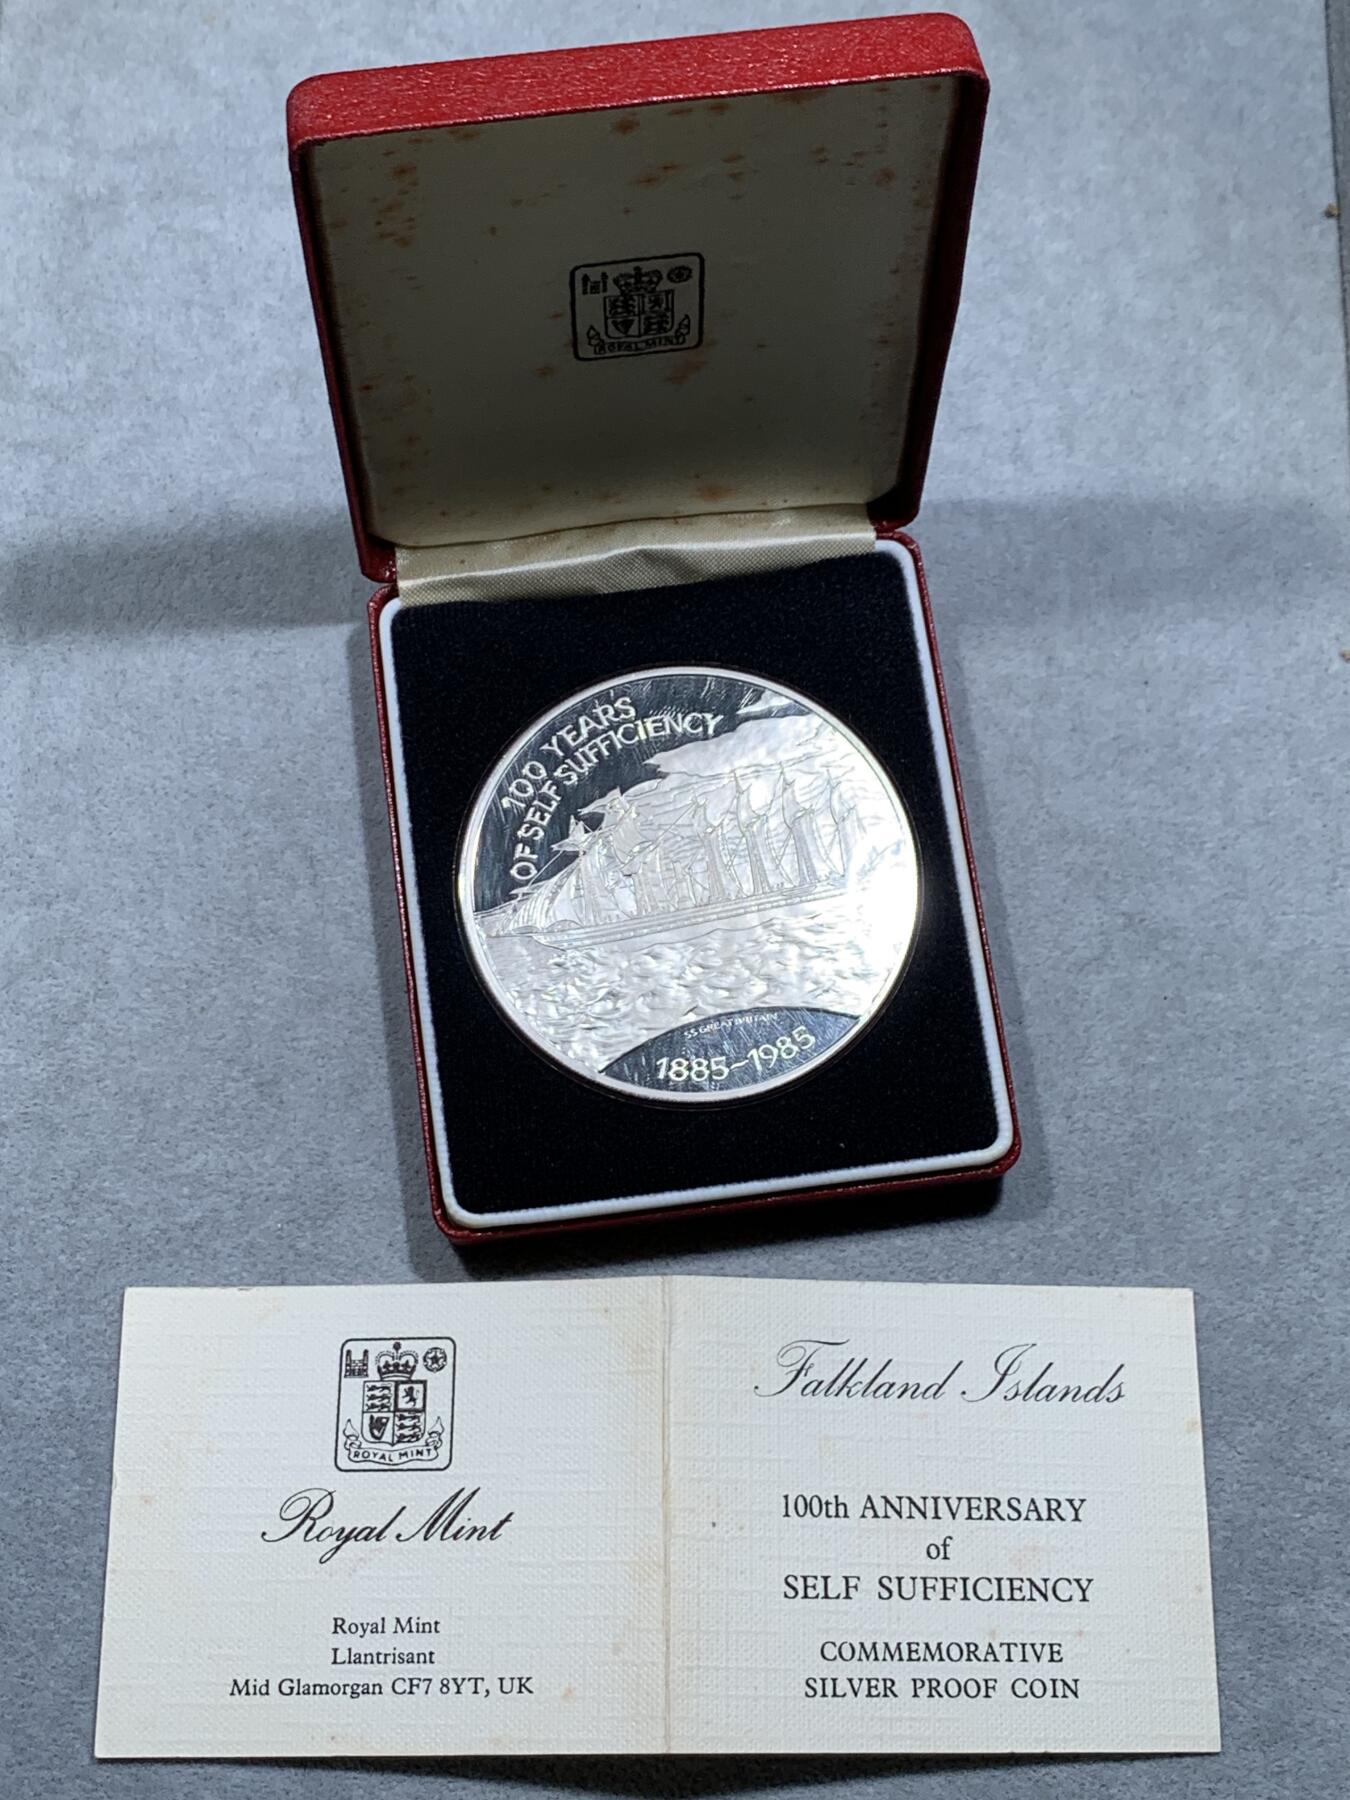 ROYAL MINT
100 YEARS
OF SELF SUFFICIENCY
SS GREAT BRITAIN
1885–1985
ROYAL MINT
Royal Mint
Royal Mint
Llantrisant
Mid Glamorgan CF7 8YT, UK
Falkland Islands
100th ANNIVERSARY
of
SELF SUFFICIENCY
COMMEMORATIVE
SILVER PROOF COIN